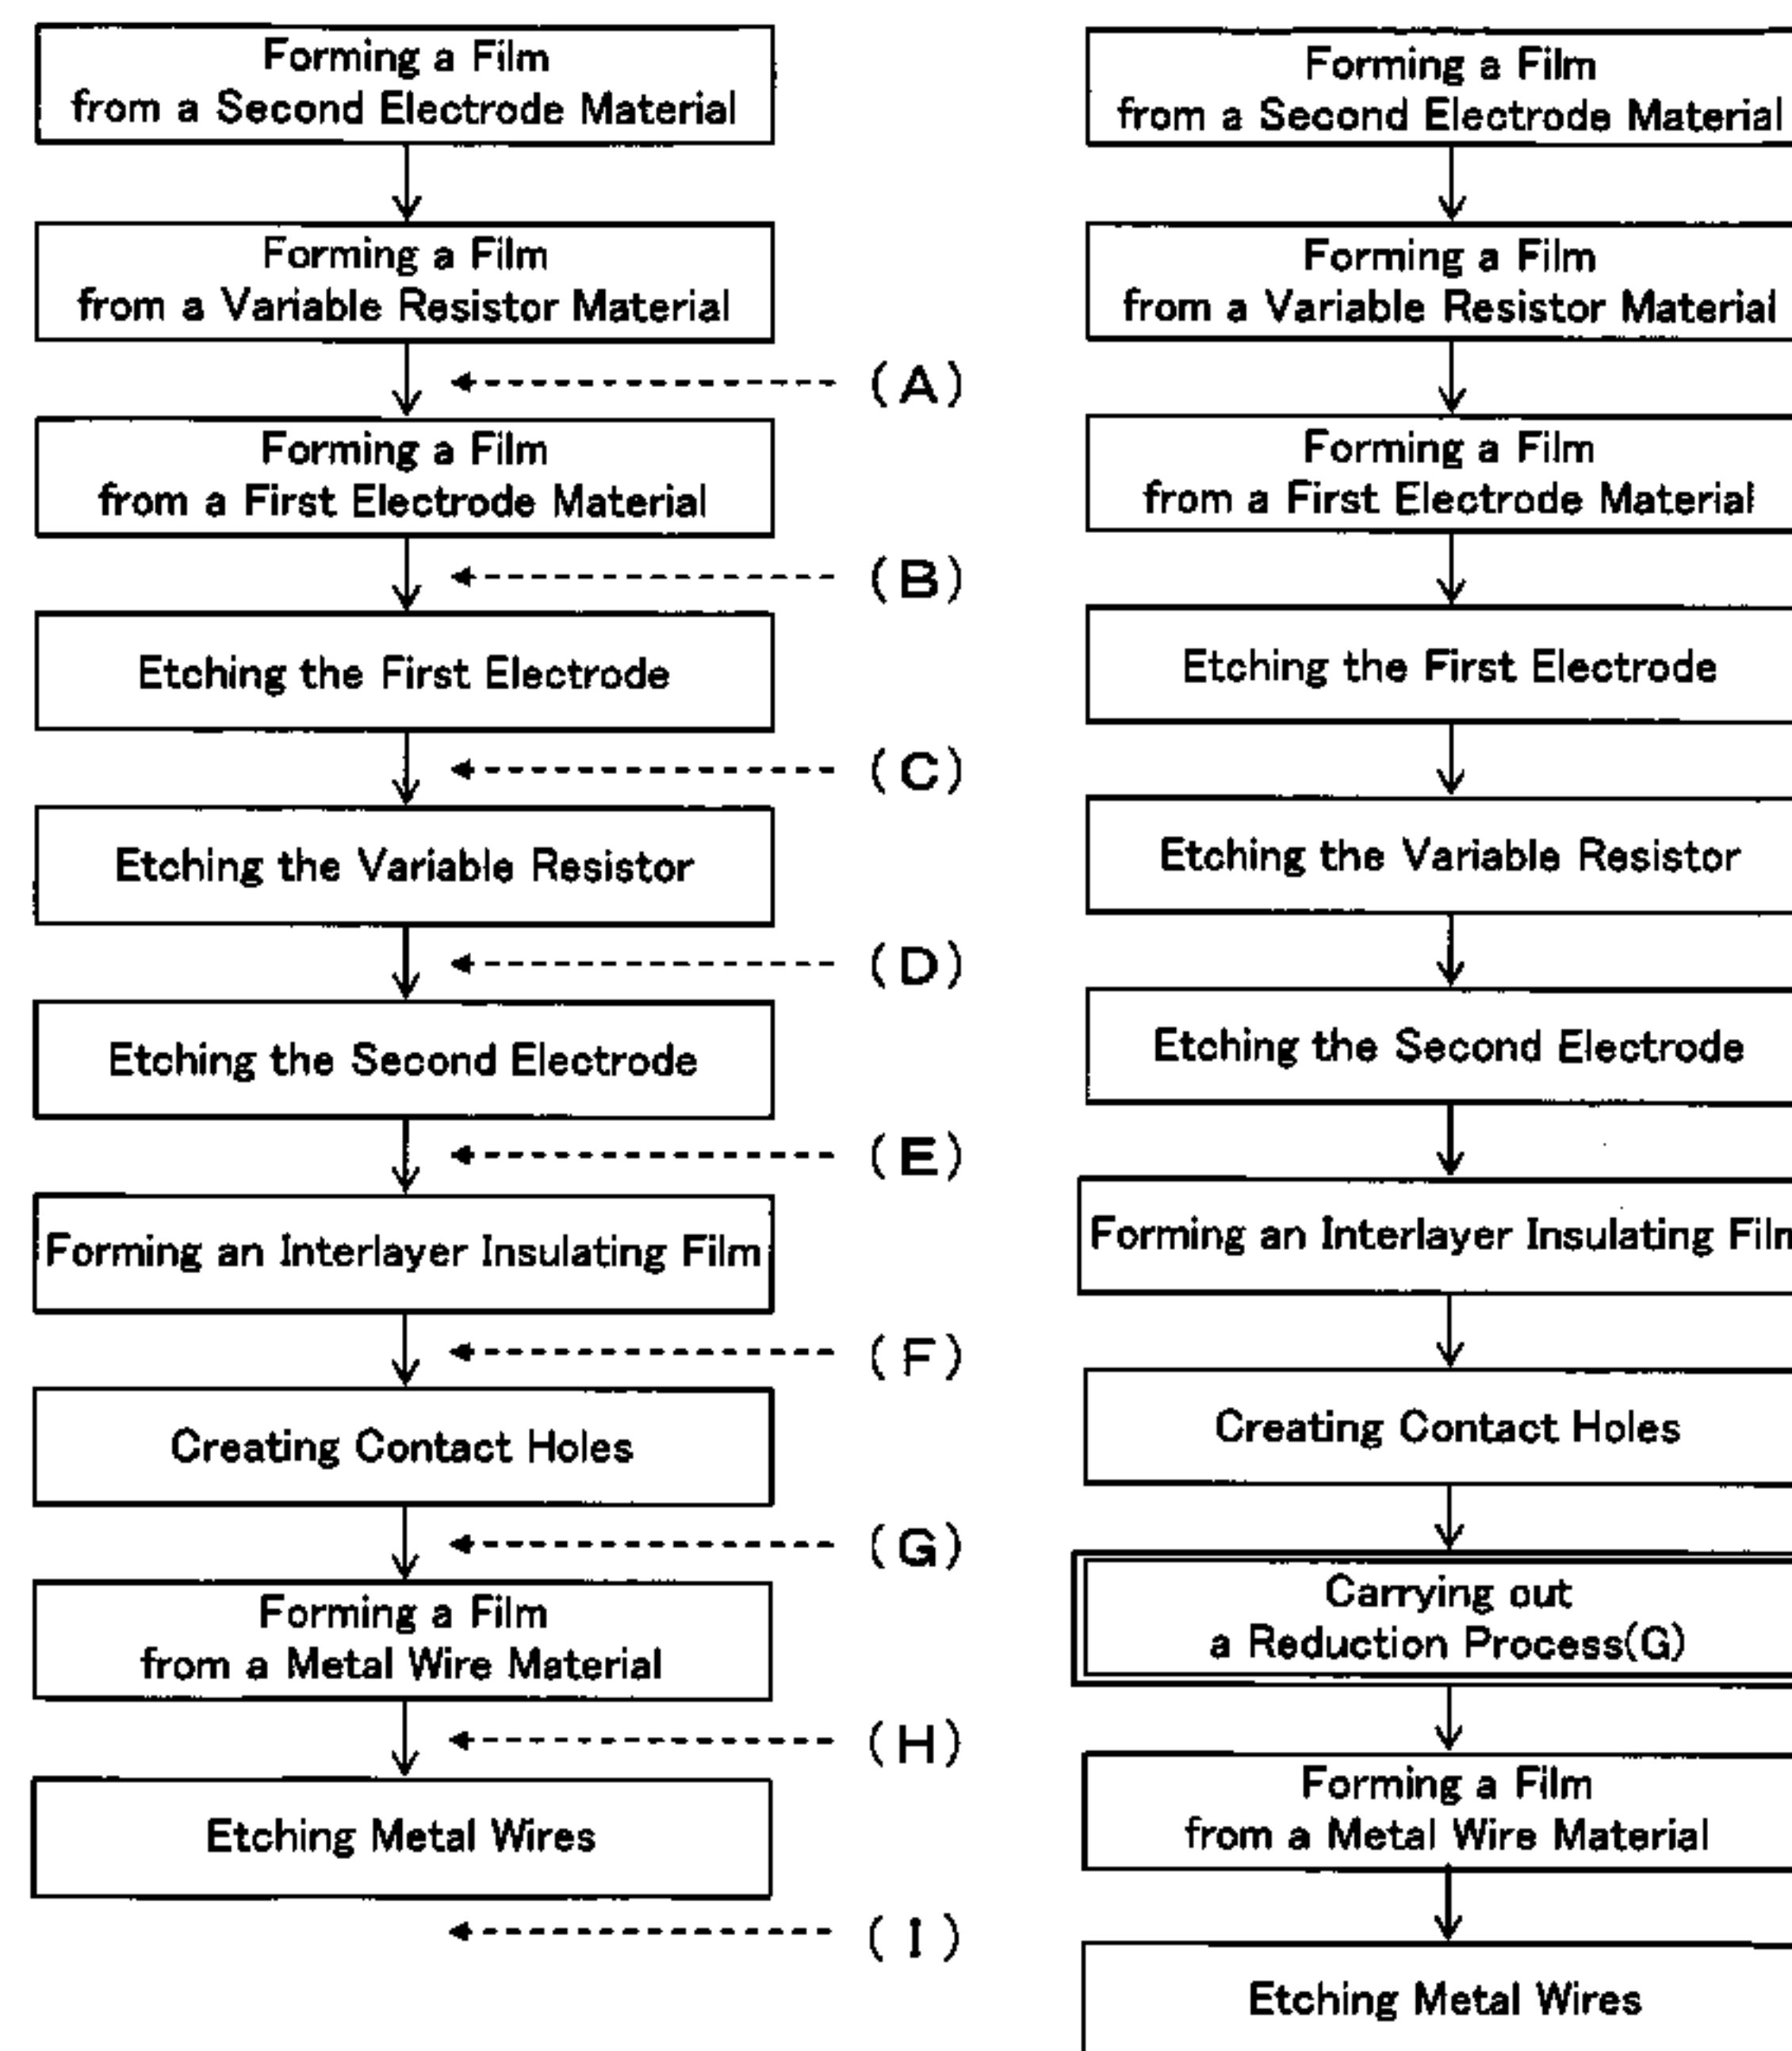 Forming a Film
from a Second Electrode Material
Forming a Film
from a Variable Resistor Material
(A)
Forming a Film
from a First Electrode Material
(B)
Etching the First Electrode
(C)
Etching the Variable Resistor
(D)
Etching the Second Electrode
(E)
Forming an Interlayer Insulating Film
(F)
Creating Contact Holes
(G)
Forming a Film
from a Metal Wire Material
(H)
Etching Metal Wires
(I)
Forming a Film
from a Second Electrode Material
Forming a Film
from a Variable Resistor Material
Forming a Film
from a First Electrode Material
Etching the First Electrode
Etching the Variable Resistor
Etching the Second Electrode
Forming an Interlayer Insulating Film
Creating Contact Holes
Carrying out
a Reduction Process(G)
Forming a Film
from a Metal Wire Material
Etching Metal Wires